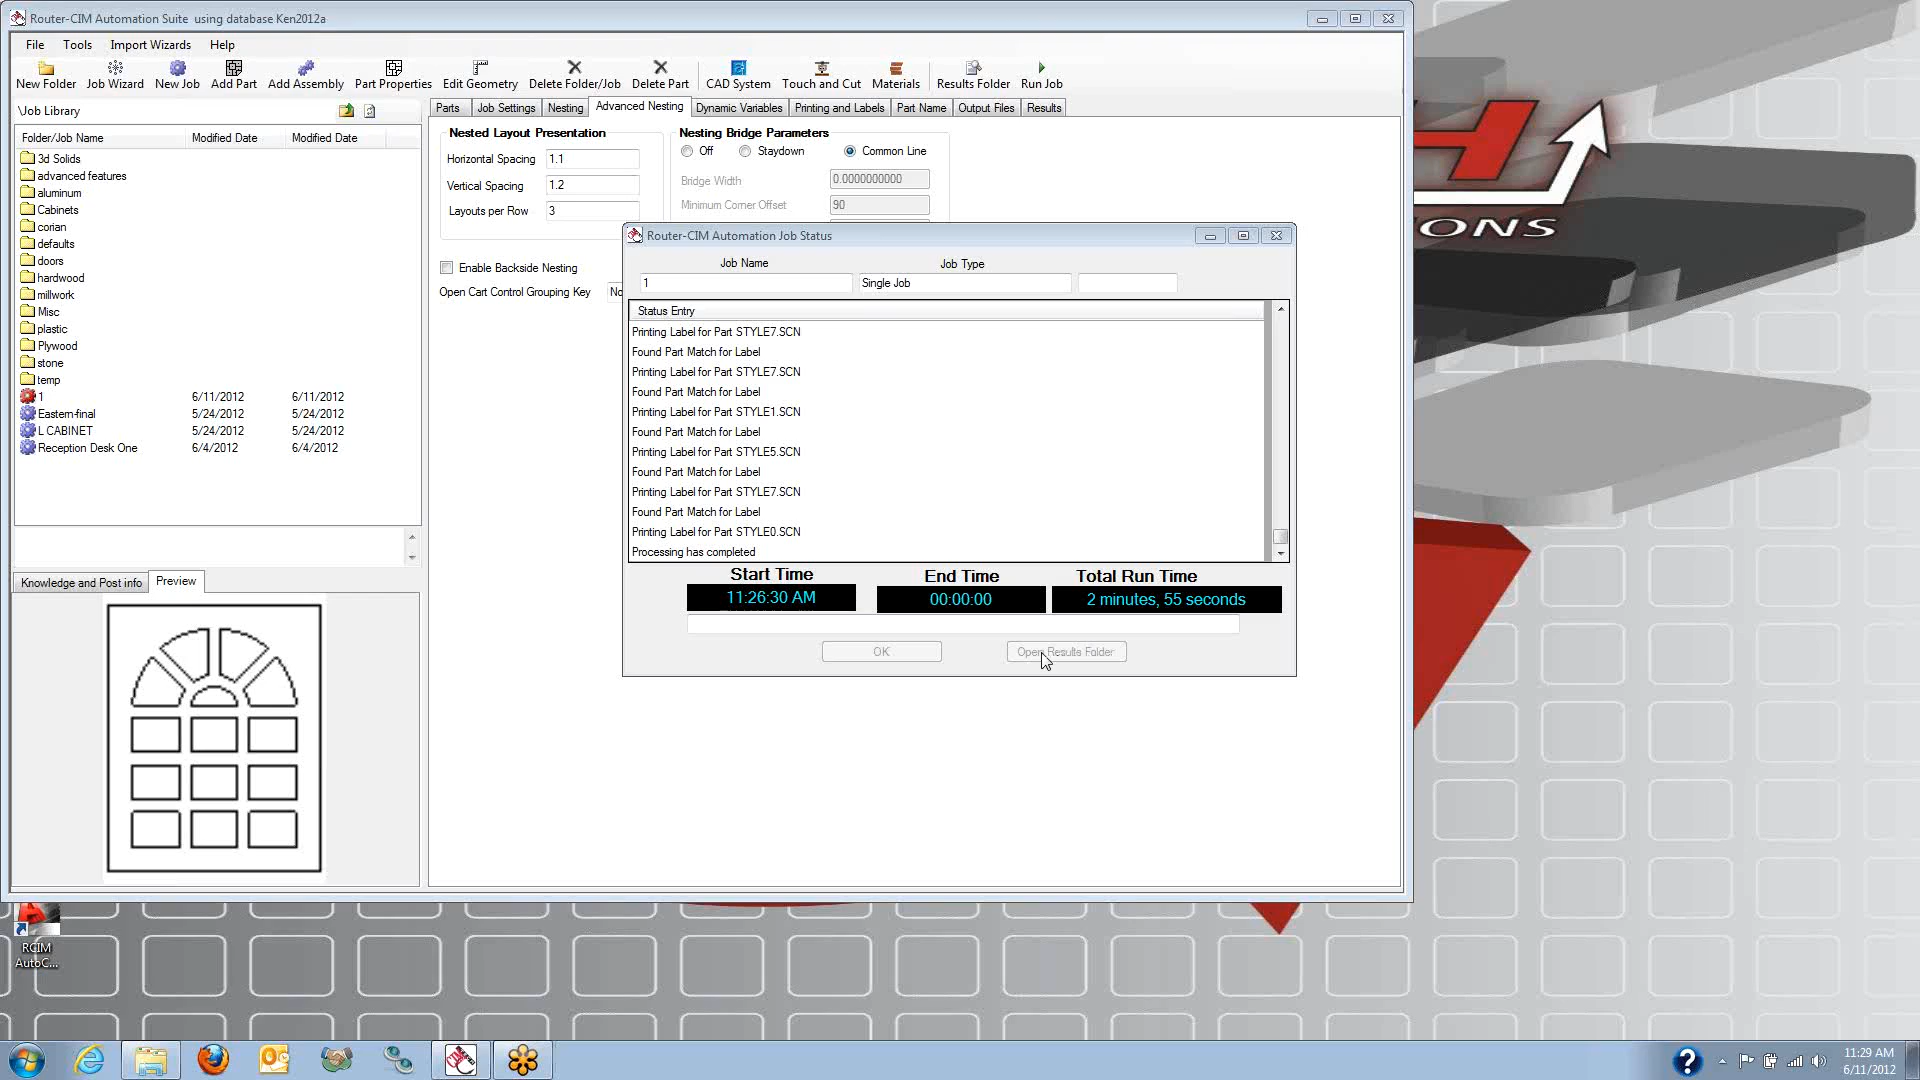 Router-CIM Automation Suite  using database Ken2012a
File Tools Import Wizards Help
New Folder Job Wizard New Job Add Part Add Assembly Part Properties Edit Geometry Delete Folder/Job Delete Part CAD System Touch and Cut Materials Results Folder Run Job
\Job Library
Parts Job Settings Nesting Advanced Nesting Dynamic Variables Printing and Labels Part Name Output Files Results
Folder/Job Name Modified Date Modified Date
3d Solids
advanced features
aluminum
Cabinets
corian
defaults
doors
hardwood
millwork
Misc
plastic
Plywood
stone
temp
1 6/11/2012 6/11/2012
Eastern-final 5/24/2012 5/24/2012
L CABINET 5/24/2012 5/24/2012
Reception Desk One 6/4/2012 6/4/2012
Knowledge and Post info Preview
Nested Layout Presentation
Horizontal Spacing 1.1
Vertical Spacing 1.2
Layouts per Row 3
Nesting Bridge Parameters
Off Staydown Common Line
Bridge Width 0.0000000000
Minimum Corner Offset 90
Enable Backside Nesting
Open Cart Control Grouping Key No
Router-CIM Automation Job Status
Job Name Job Type
1 Single Job
Status Entry
Printing Label for Part STYLE7.SCN
Found Part Match for Label
Printing Label for Part STYLE7.SCN
Found Part Match for Label
Printing Label for Part STYLE1.SCN
Found Part Match for Label
Printing Label for Part STYLE5.SCN
Found Part Match for Label
Printing Label for Part STYLE7.SCN
Found Part Match for Label
Printing Label for Part STYLE0.SCN
Processing has completed
Start Time End Time Total Run Time
11:26:30 AM 00:00:00 2 minutes, 55 seconds
OK Open Results Folder
H
ONS
RCIM
AutoC...
11:29 AM
6/11/2012